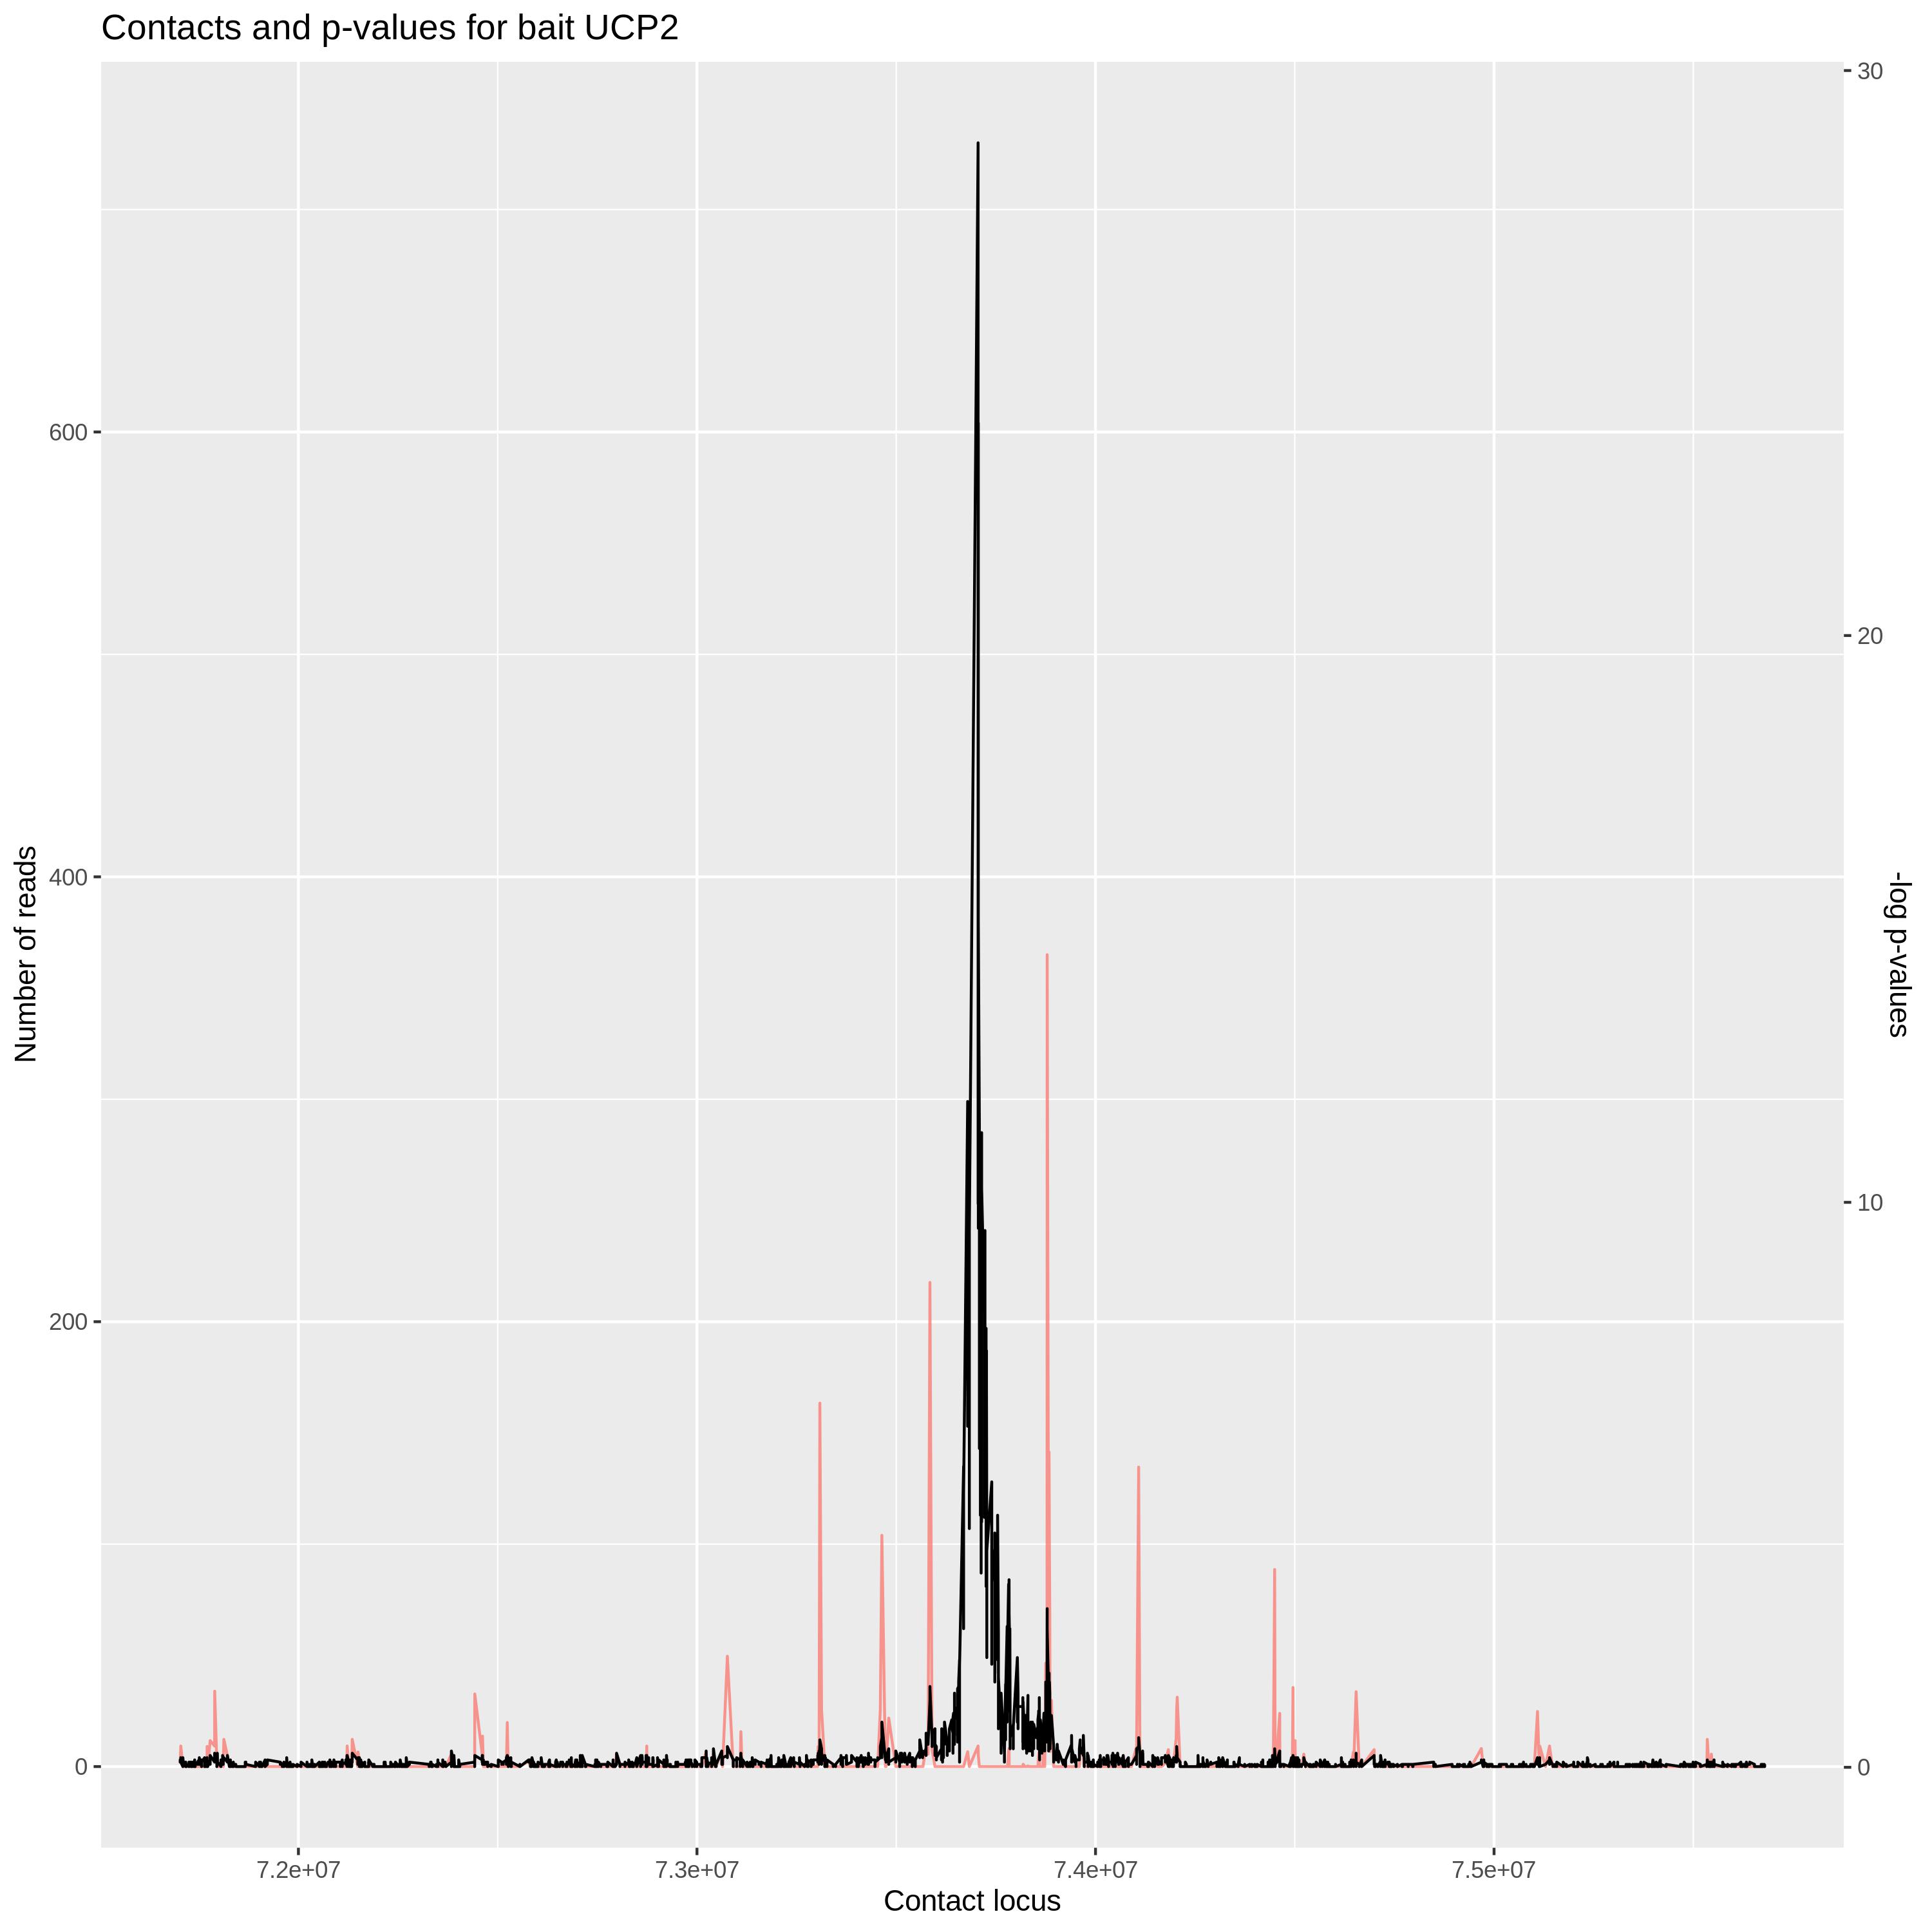 Contacts and p-values for bait UCP2
30
600
20
Number of reads
400
-log p-values
10
200
0
0
7.2e+07
7.3e+07
7.4e+07
7.5e+07
Contact locus